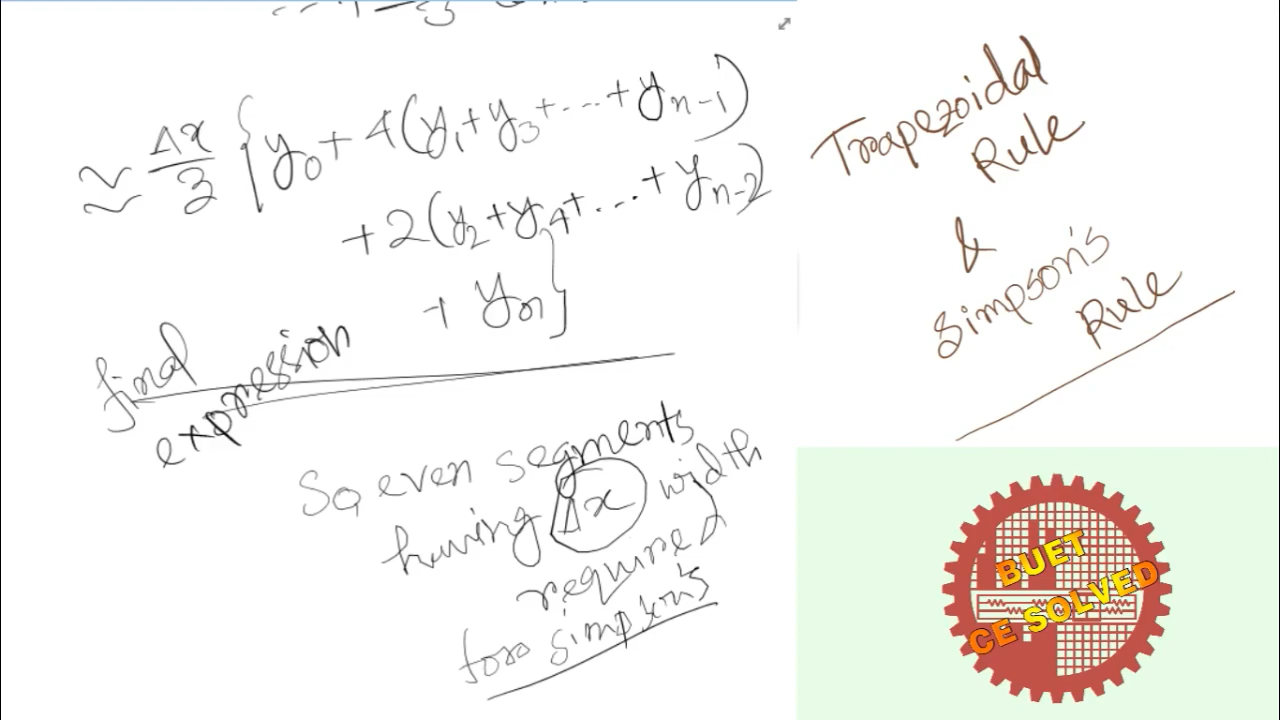 ≈ Δx/3 {y₀ + 4(y₁ + y₃ + ... + yₙ₋₁)
+ 2(y₂ + y₄ + ... + yₙ₋₂)
+ yₙ}
final
expression
So even segments
having Δx width
required
for simpson's
Trapezoidal
Rule
&
Simpson's
Rule
BUET
CE SOLVED